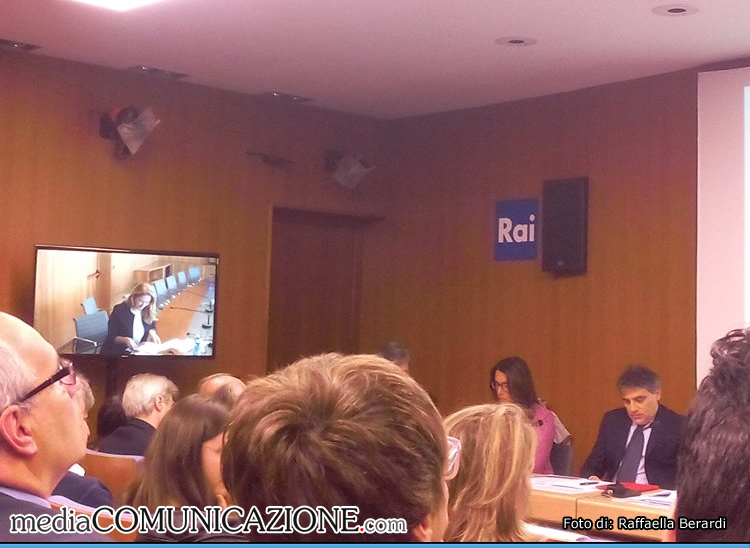 Rai
mediaCOMUNICAZIONE.com
Foto di: Raffaella Berardi